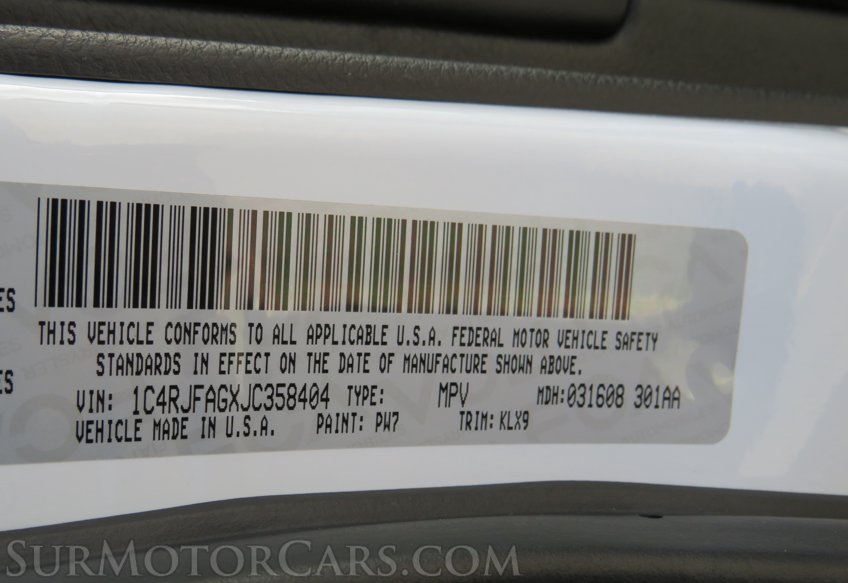 THIS VEHICLE CONFORMS TO ALL APPLICABLE U.S.A. FEDERAL MOTOR VEHICLE SAFETY
STANDARDS IN EFFECT ON THE DATE OF MANUFACTURE SHOWN ABOVE.
VIN: 1C4RJFAGXJC358404 TYPE: MPV MDH:031608 301AA
VEHICLE MADE IN U.S.A. PAINT: PW7 TRIM: KLX9
SURMOTORCARS.COM